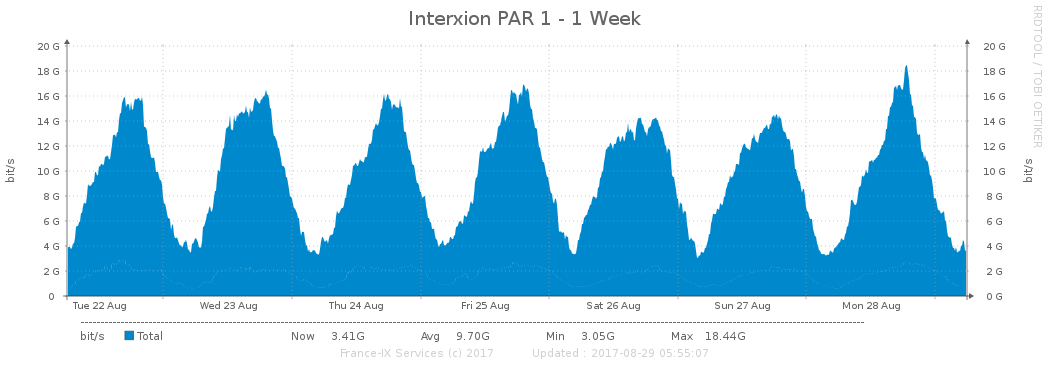 Interxion PAR 1 - 1 Week
RRDTOOL / TOBI OETIKER
20 G 20 G
18 G 18 G
16 G 16 G
14 G 14 G
12 G 12 G
10 G 10 G
8 G 8 G
6 G 6 G
4 G 4 G
2 G 2 G
0 0 G
bit/s
bit/s
Tue 22 Aug Wed 23 Aug Thu 24 Aug Fri 25 Aug Sat 26 Aug Sun 27 Aug Mon 28 Aug
bit/s Total Now 3.41G Avg 9.70G Min 3.05G Max 18.44G
France-IX Services (c) 2017 Updated : 2017-08-29 05:55:07